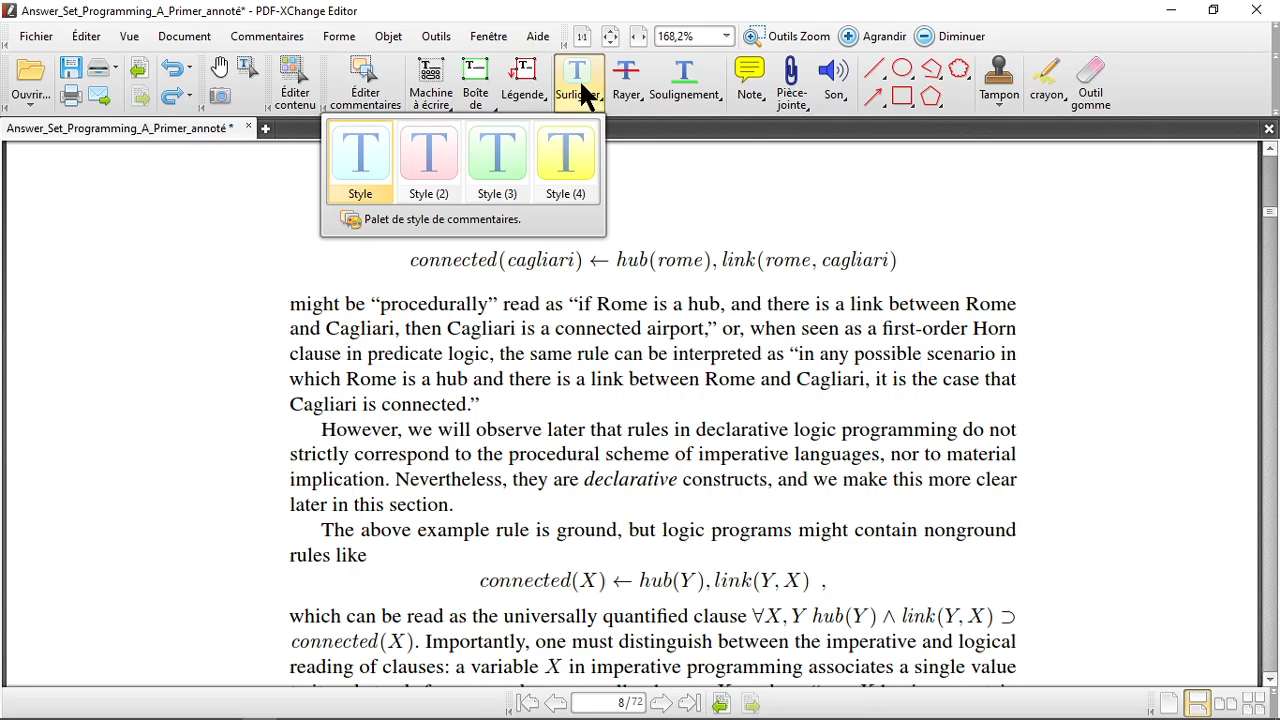 Answer_Set_Programming_A_Primer_annoté* - PDF-XChange Editor
Fichier Éditer Vue Document Commentaires Forme Objet Outils Fenêtre Aide 1:1 168,2% Outils Zoom Agrandir Diminuer
Ouvrir... Éditer contenu Éditer commentaires Machine à écrire Boîte de Légende Surligner Rayer Soulignement Note Pièce-jointe Son Tampon crayon Outil gomme
Answer_Set_Programming_A_Primer_annoté *
Style Style (2) Style (3) Style (4)
Palet de style de commentaires.
connected(cagliari) ← hub(rome), link(rome, cagliari)
might be “procedurally” read as “if Rome is a hub, and there is a link between Rome
and Cagliari, then Cagliari is a connected airport,” or, when seen as a first-order Horn
clause in predicate logic, the same rule can be interpreted as “in any possible scenario in
which Rome is a hub and there is a link between Rome and Cagliari, it is the case that
Cagliari is connected.”
However, we will observe later that rules in declarative logic programming do not
strictly correspond to the procedural scheme of imperative languages, nor to material
implication. Nevertheless, they are declarative constructs, and we make this more clear
later in this section.
The above example rule is ground, but logic programs might contain nonground
rules like
connected(X) ← hub(Y), link(Y, X) ,
which can be read as the universally quantified clause ∀X, Y hub(Y) ∧ link(Y, X) ⊃
connected(X). Importantly, one must distinguish between the imperative and logical
reading of clauses: a variable X in imperative programming associates a single value
8/72